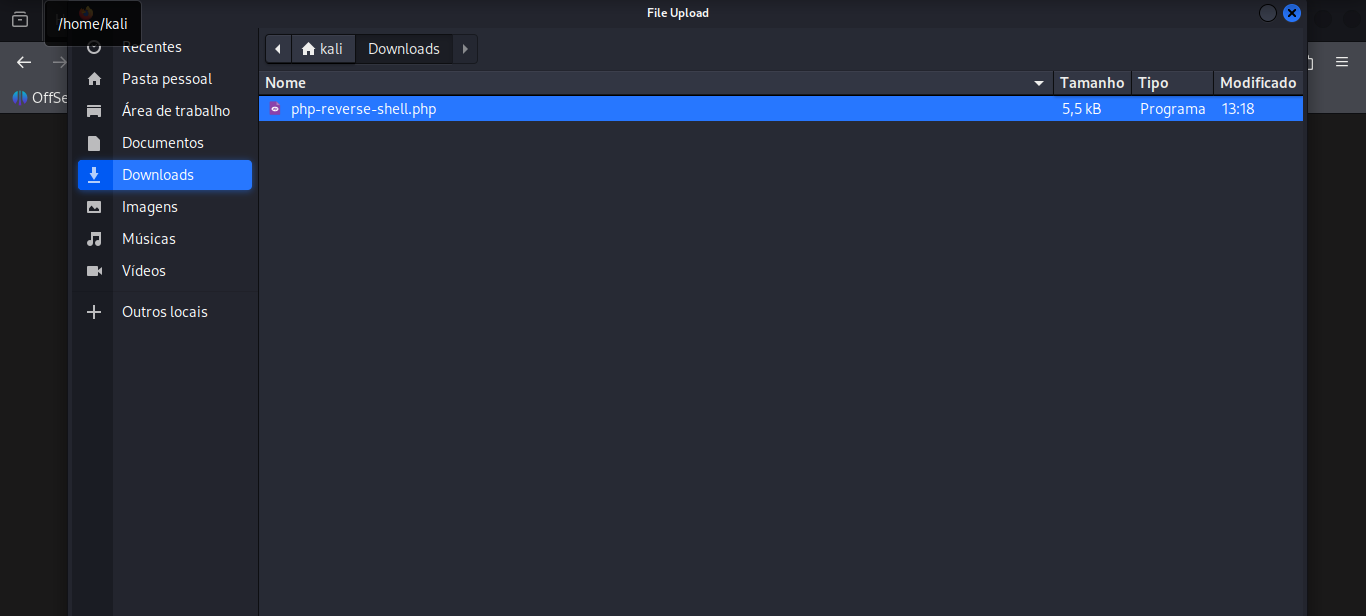 File Upload
/home/kali
Recentes
Pasta pessoal
Área de trabalho
Documentos
Downloads
Imagens
Músicas
Vídeos
Outros locais
OffSe
kali Downloads
Nome Tamanho Tipo Modificado
php-reverse-shell.php 5,5 kB Programa 13:18